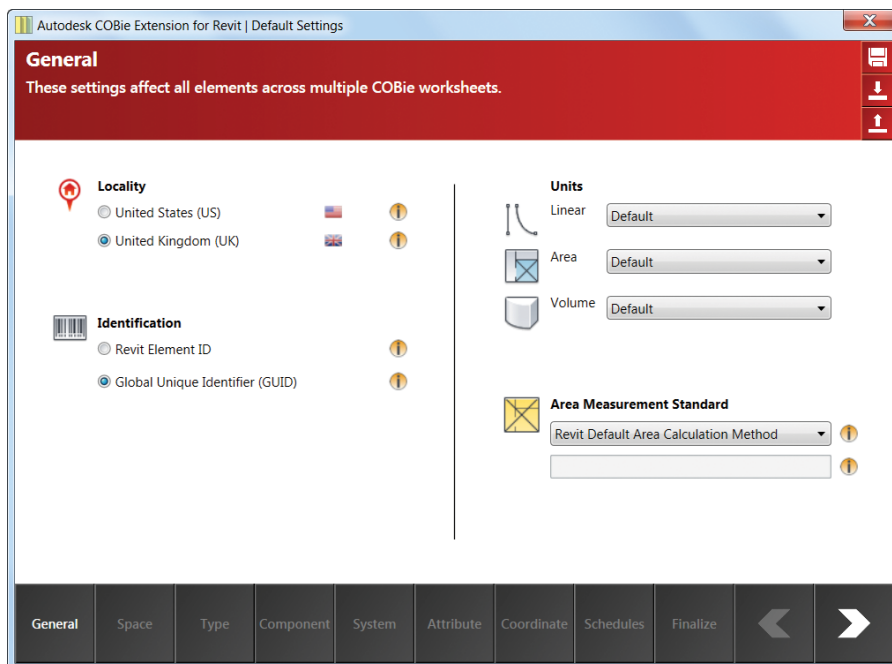 Autodesk COBie Extension for Revit | Default Settings
General
These settings affect all elements across multiple COBie worksheets.
Locality
United States (US)
United Kingdom (UK)
Identification
Revit Element ID
Global Unique Identifier (GUID)
Units
Linear
Default
Area
Default
Volume
Default
Area Measurement Standard
Revit Default Area Calculation Method
General Space Type Component System Attribute Coordinate Schedules Finalize